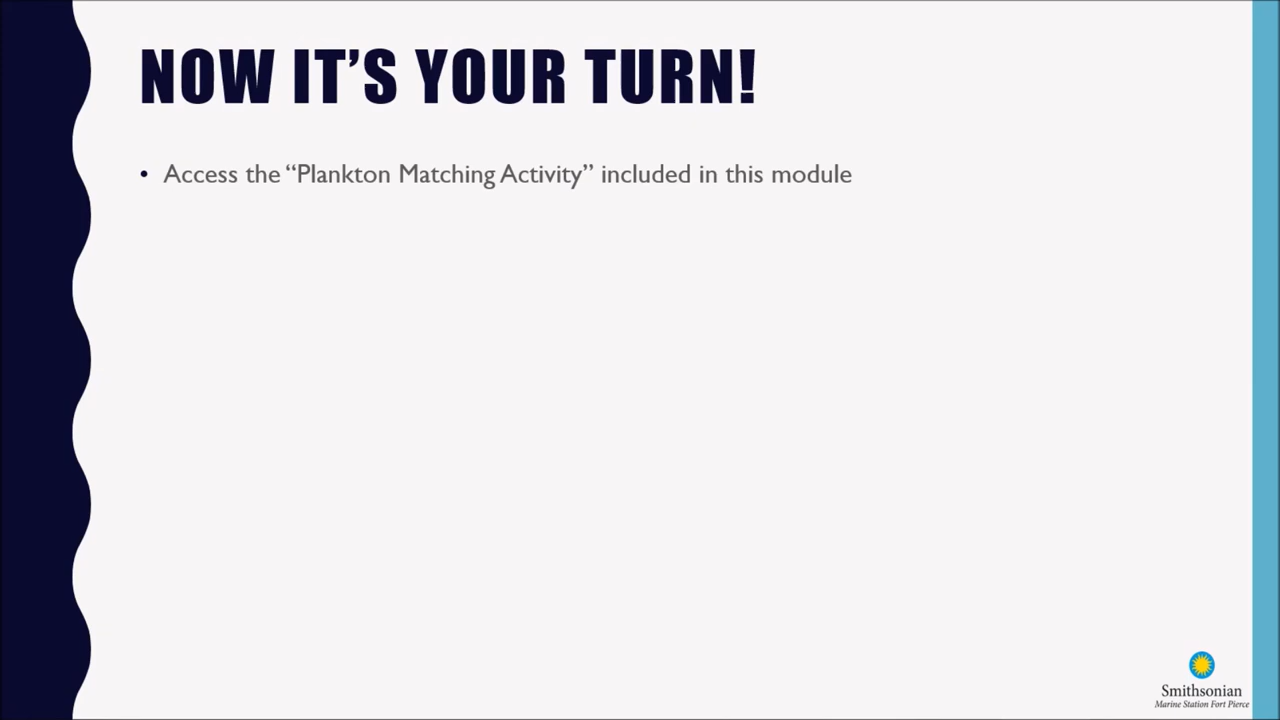 NOW IT’S YOUR TURN!
• Access the “Plankton Matching Activity” included in this module
Smithsonian
Marine Station Fort Pierce